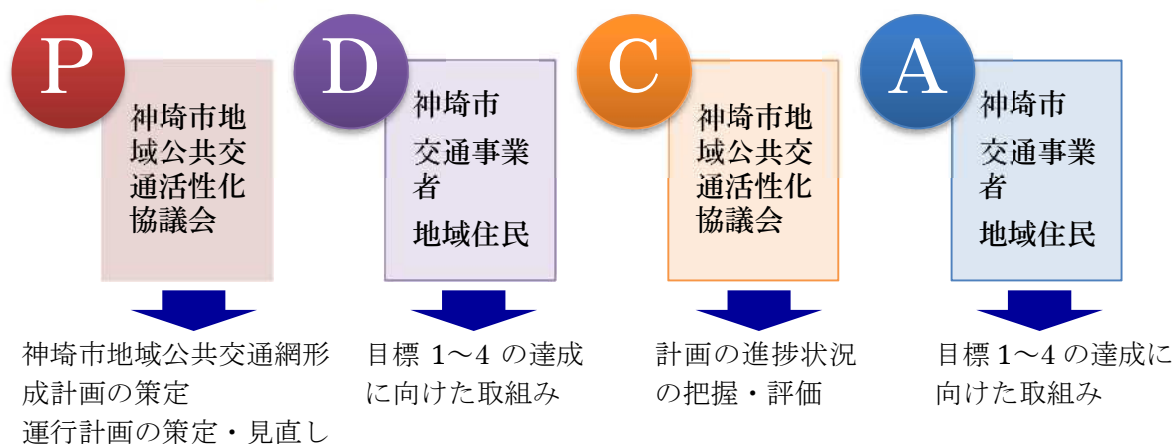 P
神埼市地
域公共交
通活性化
協議会
神埼市地域公共交通網形
成計画の策定
運行計画の策定・見直し
D
神埼市
交通事業
者
地域住民
目標 1～4 の達成
に向けた取組み
C
神埼市地
域公共交
通活性化
協議会
計画の進捗状況
の把握・評価
A
神埼市
交通事業
者
地域住民
目標 1～4 の達成に
向けた取組み